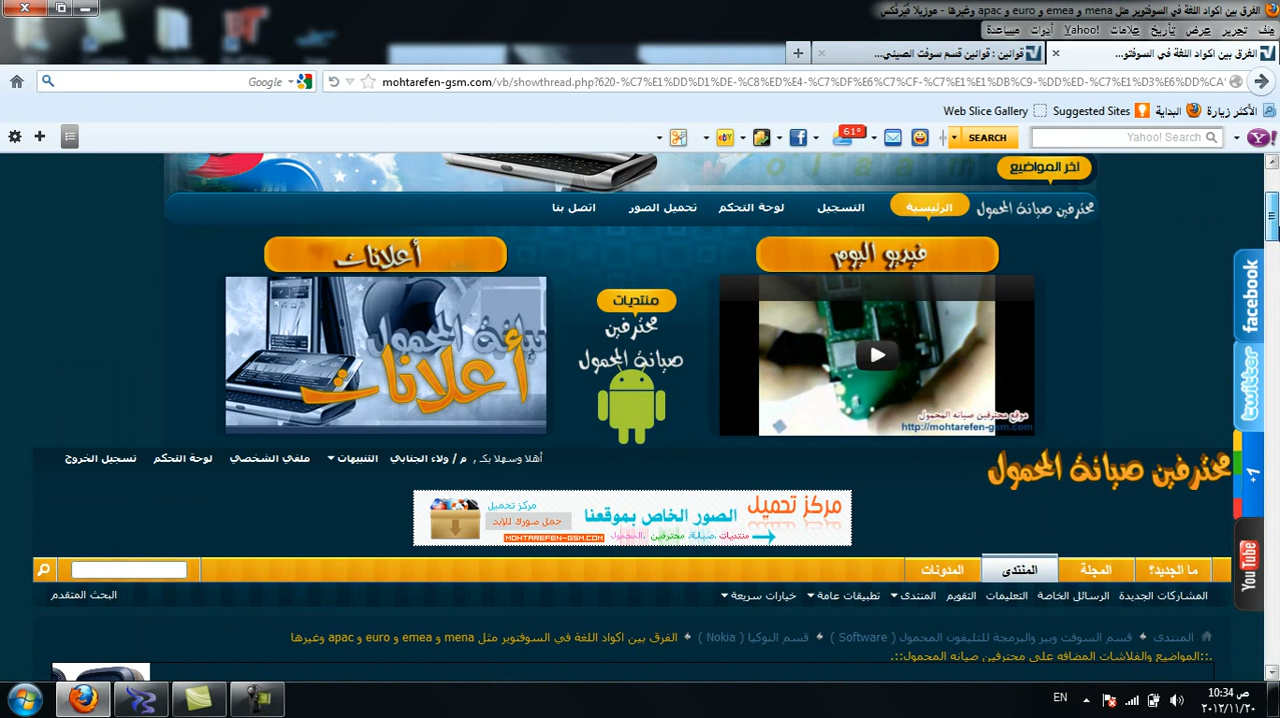 الفرق بين اكواد اللغة في السوفتوير مثل mena و emea و euro و apac وغيرها - موزيلا فَيَرفُكس
ملف تحرير عرض تأريخ علامات Yahoo! أدوات مساعدة
الفرق بين اكواد اللغة في السوفتو...
قوانين : قوانين قسم سوفت الصيني...
mohtarefen-gsm.com/vb/showthread.php?620-%C7%E1%DD%D1%DE-%C8%ED%E4-%C7%DF%E6%C7%CF-%C7%E1%E1%DB%C9-%DD%ED-%C7%E1%D3%E6%DD%CA
Google
الأكثر زيارة البداية Suggested Sites Web Slice Gallery
Yahoo! Search
SEARCH
61°
اخر المواضيع
محترفين صيانة المحمول
الرئيسية
التسجيل
لوحة التحكم
تحميل الصور
اتصل بنا
فيديو اليوم
أعلانات
منتديات
محترفين
صيانة المحمول
أعلانات
موقع محترفين صيانه المحمول
http://mohtarefen-gsm.com
facebook
twitter
+1
YouTube
محترفين صيانة المحمول
أهلا وسهلا بك , م / ولاء الجنابي التنبيهات ملفي الشخصي لوحة التحكم تسجيل الخروج
مركز تحميل
الصور الخاص بموقعنا
مركز تحميل
حمل صورك للأبد
منتديات ،صيانة، محترفين ،المحمول
MOHTAREFEN-GSM.COM
ما الجديد؟ المجلة المنتدى المدونات
المشاركات الجديدة الرسائل الخاصة التعليمات التقويم المنتدى تطبيقات عامة خيارات سريعة
البحث المتقدم
المنتدى قسم السوفت وير والبرمجة للتليفون المحمول ( Software ) قسم النوكيا ( Nokia ) الفرق بين اكواد اللغة في السوفتوير مثل mena و emea و euro و apac وغيرها
.::المواضيع والفلاشات المضافه على محترفين صيانه المحمول::.
EN
10:34 ص
٢٠١٢/١١/٢٠